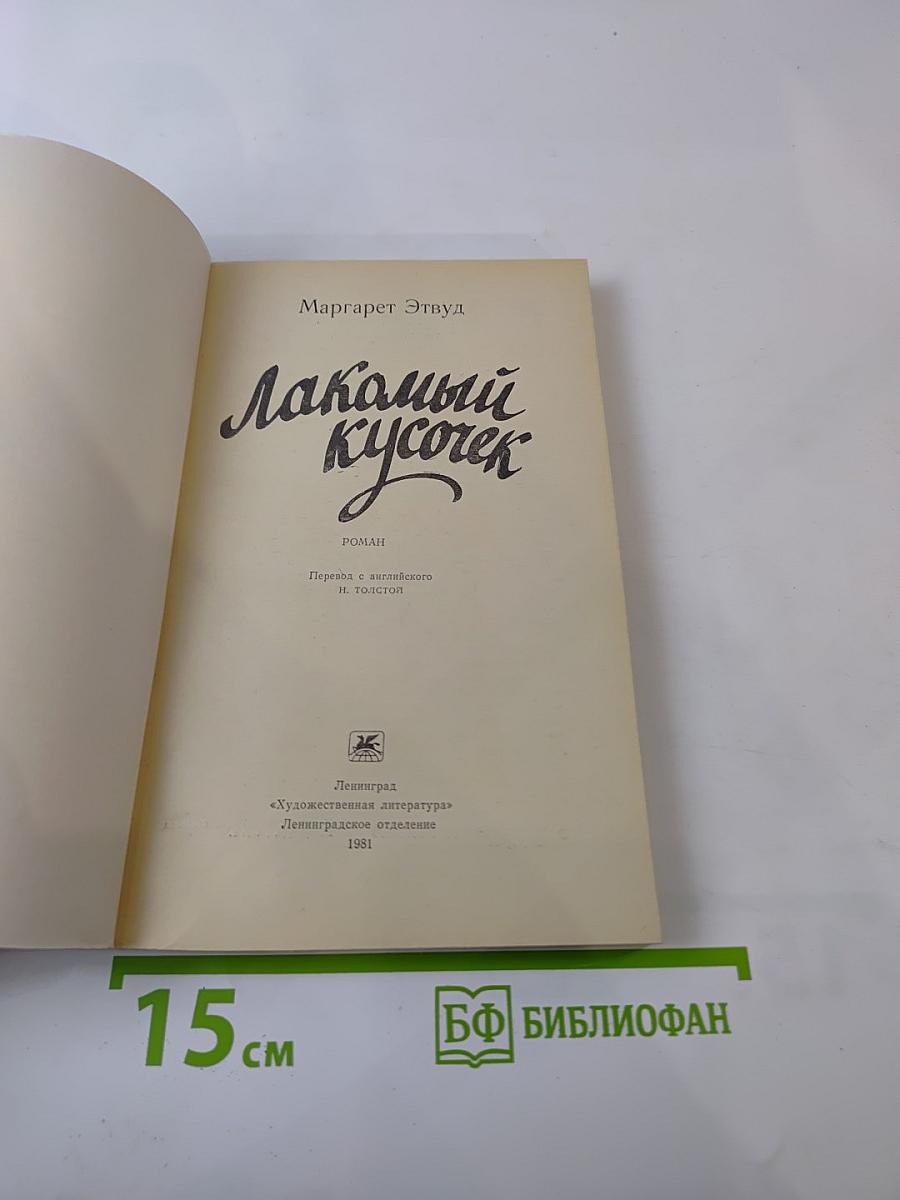 Маргарет Этвуд
Лакомый
кусочек
РОМАН
Перевод с английского
Н. ТОЛСТОЙ
Ленинград
«Художественная литература»
Ленинградское отделение
1981
15 см
БФ БИБЛИОФАН